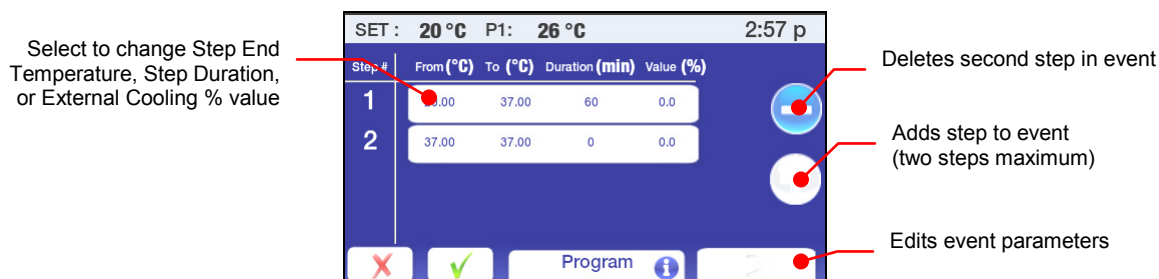 SET : 20 °C P1: 26 °C 2:57 p
Select to change Step End
Temperature, Step Duration,
or External Cooling % value
Step # From (°C) To (°C) Duration (min) Value (%)
1 37.00 60 0.0
2 37.00 37.00 0 0.0
Deletes second step in event
Adds step to event
(two steps maximum)
Edits event parameters
Program i